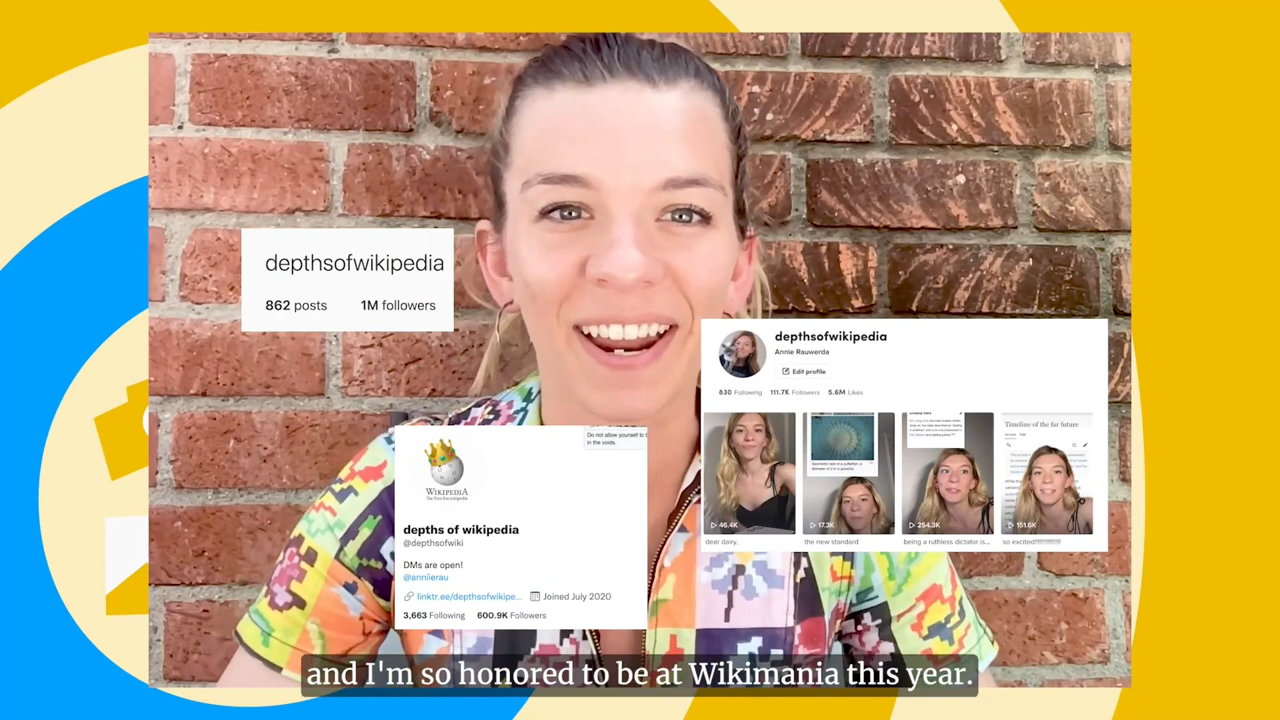 depthsofwikipedia
862 posts 1M followers
depthsofwikipedia
Annie Rauwerda
Edit profile
830 Following 111.7K Followers 5.6M Likes
Timeline of the far future
46.4K
17.3K
254.3K
151.6K
dear dairy,
the new standard
being a ruthless dictator is...
so excited!!!!!!!!!!!!!
Do not allow yourself to
in the voids.
WIKIPEDIA
The Free Encyclopedia
depths of wikipedia
@depthsofwiki
DMs are open!
@anniierau
linktr.ee/depthsofwikipe... Joined July 2020
3,663 Following 600.9K Followers
and I'm so honored to be at Wikimania this year.